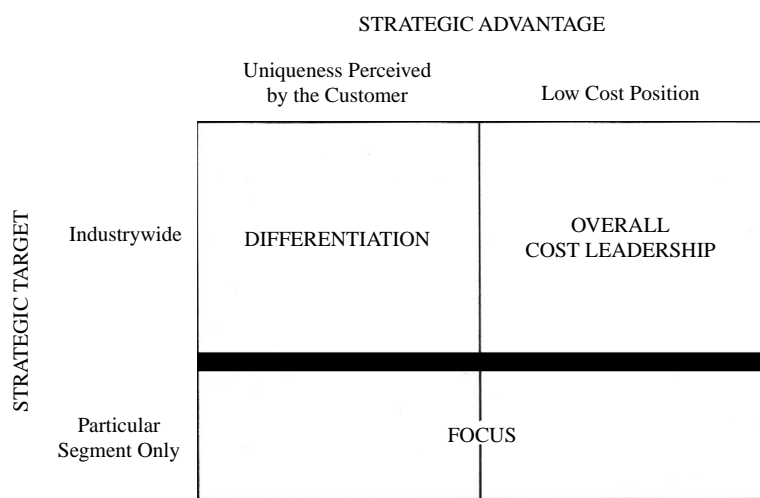 STRATEGIC ADVANTAGE
Uniqueness Perceived
by the Customer
Low Cost Position
STRATEGIC TARGET
Industrywide
DIFFERENTIATION
OVERALL
COST LEADERSHIP
Particular
Segment Only
FOCUS